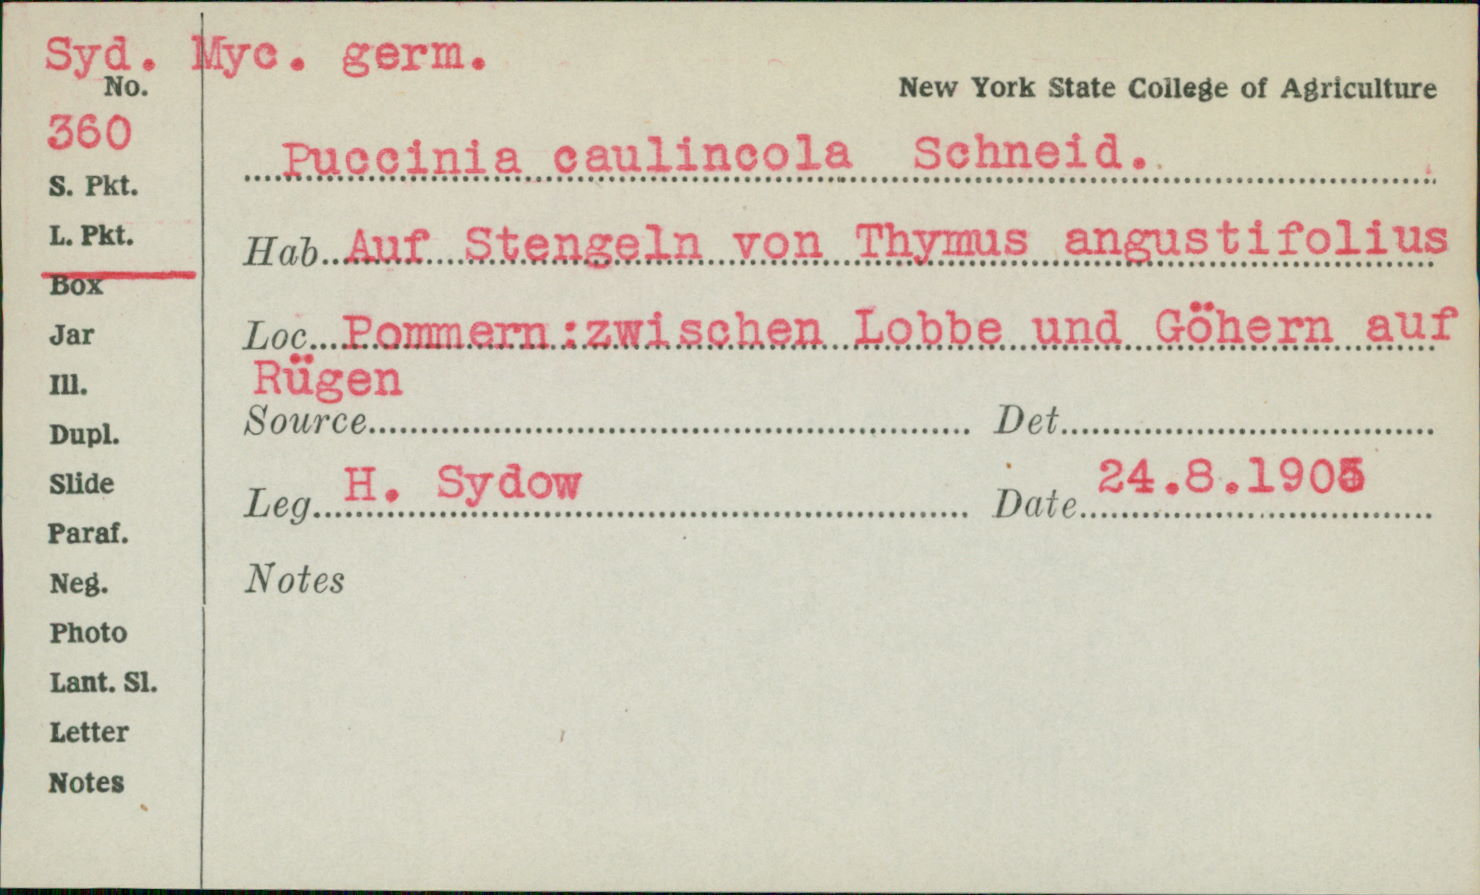 Syd. Myc. germ.
No.
New York State College of Agriculture
360
Puccinia caulincola Schneid.
S. Pkt.
L. Pkt.
Hab. Auf Stengeln von Thymus angustifolius
Box
Jar
Loc. Pommern:zwischen Lobbe und Göhern auf
Rügen
Ill.
Source
Det.
Dupl.
Slide
Leg. H. Sydow
Date 24.8.1905
Paraf.
Neg.
Notes
Photo
Lant. Sl.
Letter
Notes